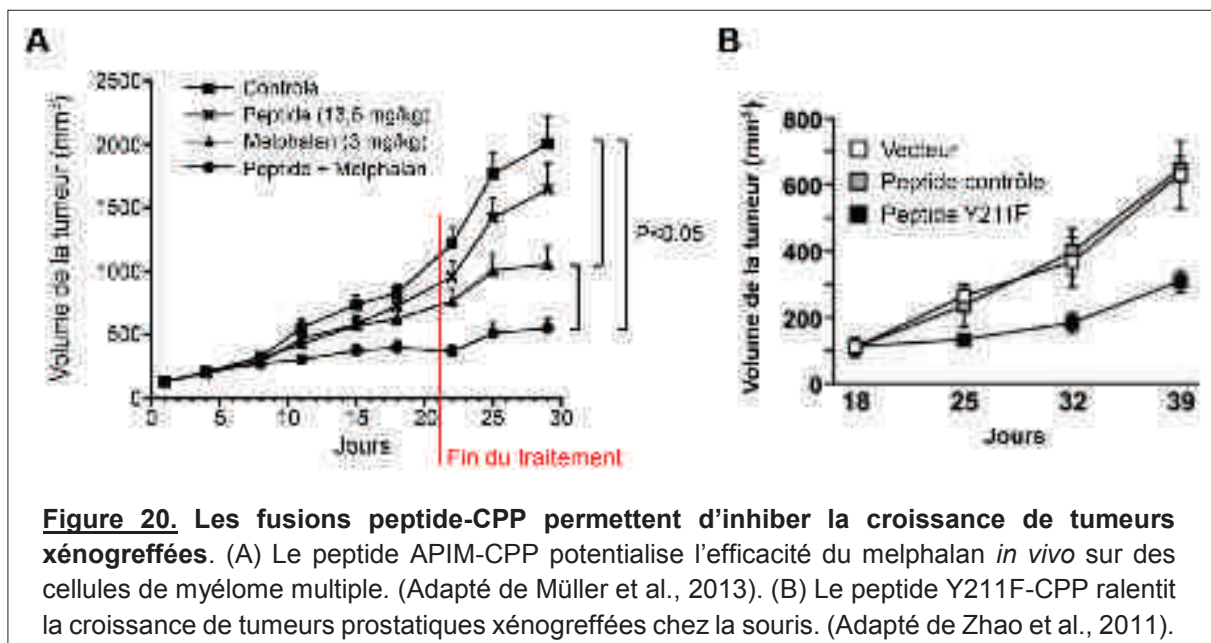 A
B
Volume de la tumeur (mm³)
2500
2000
1500
1000
500
0
Contrôle
Peptide (13,5 mg/kg)
Melphalan (3 mg/kg)
Peptide + Melphalan
P<0.05
0 5 10 15 20 25 30
Jours
Fin du traitement
Volume de la tumeur (mm³)
800
600
400
200
0
Vecteur
Peptide contrôle
Peptide Y211F
18 25 32 39
Jours
Figure 20. Les fusions peptide-CPP permettent d'inhiber la croissance de tumeurs
xénogreffées. (A) Le peptide APIM-CPP potentialise l'efficacité du melphalan in vivo sur des
cellules de myélome multiple. (Adapté de Müller et al., 2013). (B) Le peptide Y211F-CPP ralentit
la croissance de tumeurs prostatiques xénogreffées chez la souris. (Adapté de Zhao et al., 2011).